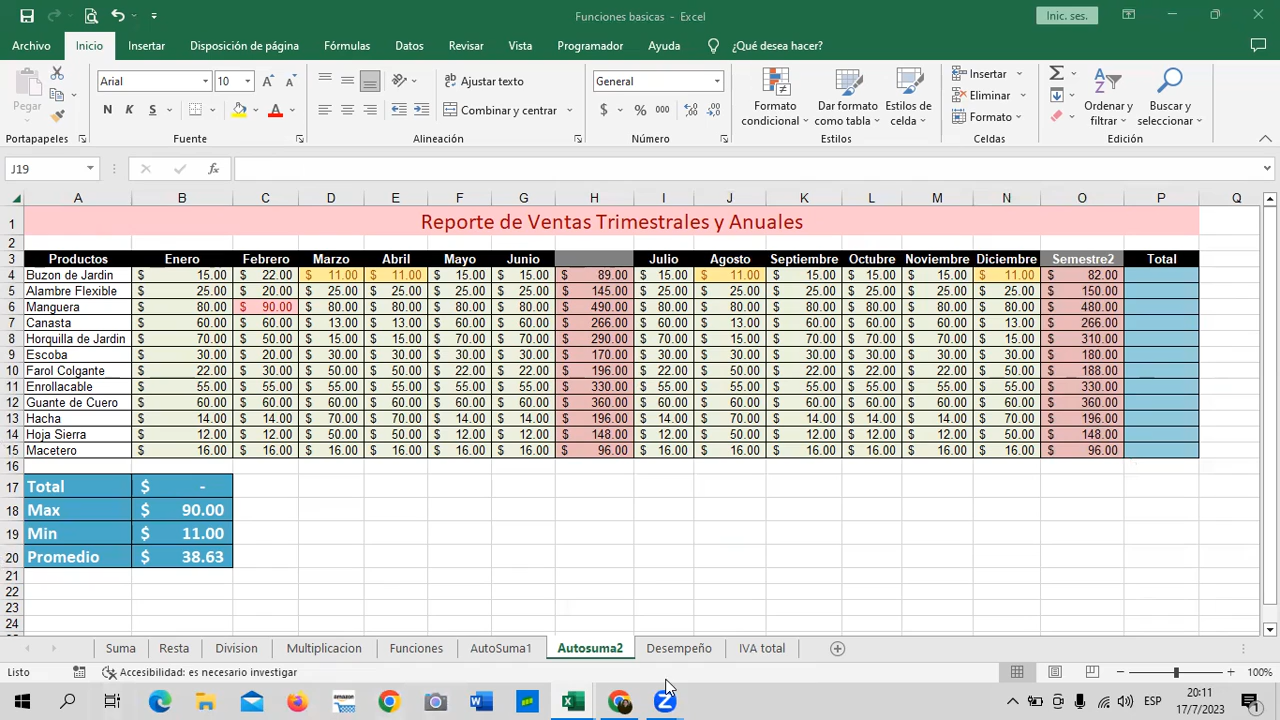 Funciones basicas - Excel
Inic. ses.
Archivo Inicio Insertar Disposición de página Fórmulas Datos Revisar Vista Programador Ayuda ¿Qué desea hacer?
Pegar
Arial 10
N K S
Ajustar texto
Combinar y centrar
General
$ % 000
Formato condicional
Dar formato como tabla
Estilos de celda
Insertar
Eliminar
Formato
Ordenar y filtrar
Buscar y seleccionar
Portapapeles Fuente Alineación Número Estilos Celdas Edición
J19 fx
A B C D E F G H I J K L M N O P Q
1 Reporte de Ventas Trimestrales y Anuales
2
3 Productos Enero Febrero Marzo Abril Mayo Junio Julio Agosto Septiembre Octubre Noviembre Diciembre Semestre2 Total
4 Buzon de Jardin $ 15.00 $ 22.00 $ 11.00 $ 11.00 $ 15.00 $ 15.00 $ 89.00 $ 15.00 $ 11.00 $ 15.00 $ 15.00 $ 15.00 $ 11.00 $ 82.00
5 Alambre Flexible $ 25.00 $ 20.00 $ 25.00 $ 25.00 $ 25.00 $ 25.00 $ 145.00 $ 25.00 $ 25.00 $ 25.00 $ 25.00 $ 25.00 $ 25.00 $ 150.00
6 Manguera $ 80.00 $ 90.00 $ 80.00 $ 80.00 $ 80.00 $ 80.00 $ 490.00 $ 80.00 $ 80.00 $ 80.00 $ 80.00 $ 80.00 $ 80.00 $ 480.00
7 Canasta $ 60.00 $ 60.00 $ 13.00 $ 13.00 $ 60.00 $ 60.00 $ 266.00 $ 60.00 $ 13.00 $ 60.00 $ 60.00 $ 60.00 $ 13.00 $ 266.00
8 Horquilla de Jardin $ 70.00 $ 50.00 $ 15.00 $ 15.00 $ 70.00 $ 70.00 $ 290.00 $ 70.00 $ 15.00 $ 70.00 $ 70.00 $ 70.00 $ 15.00 $ 310.00
9 Escoba $ 30.00 $ 20.00 $ 30.00 $ 30.00 $ 30.00 $ 30.00 $ 170.00 $ 30.00 $ 30.00 $ 30.00 $ 30.00 $ 30.00 $ 30.00 $ 180.00
10 Farol Colgante $ 22.00 $ 30.00 $ 50.00 $ 50.00 $ 22.00 $ 22.00 $ 196.00 $ 22.00 $ 50.00 $ 22.00 $ 22.00 $ 22.00 $ 50.00 $ 188.00
11 Enrollacable $ 55.00 $ 55.00 $ 55.00 $ 55.00 $ 55.00 $ 55.00 $ 330.00 $ 55.00 $ 55.00 $ 55.00 $ 55.00 $ 55.00 $ 55.00 $ 330.00
12 Guante de Cuero $ 60.00 $ 60.00 $ 60.00 $ 60.00 $ 60.00 $ 60.00 $ 360.00 $ 60.00 $ 60.00 $ 60.00 $ 60.00 $ 60.00 $ 60.00 $ 360.00
13 Hacha $ 14.00 $ 14.00 $ 70.00 $ 70.00 $ 14.00 $ 14.00 $ 196.00 $ 14.00 $ 70.00 $ 14.00 $ 14.00 $ 14.00 $ 70.00 $ 196.00
14 Hoja Sierra $ 12.00 $ 12.00 $ 50.00 $ 50.00 $ 12.00 $ 12.00 $ 148.00 $ 12.00 $ 50.00 $ 12.00 $ 12.00 $ 12.00 $ 50.00 $ 148.00
15 Macetero $ 16.00 $ 16.00 $ 16.00 $ 16.00 $ 16.00 $ 16.00 $ 96.00 $ 16.00 $ 16.00 $ 16.00 $ 16.00 $ 16.00 $ 16.00 $ 96.00
16
17 Total $ -
18 Max $ 90.00
19 Min $ 11.00
20 Promedio $ 38.63
21
22
23
24
Suma Resta Division Multiplicacion Funciones AutoSuma1 Autosuma2 Desempeño IVA total
Listo Accesibilidad: es necesario investigar 100%
ESP 20:11
17/7/2023